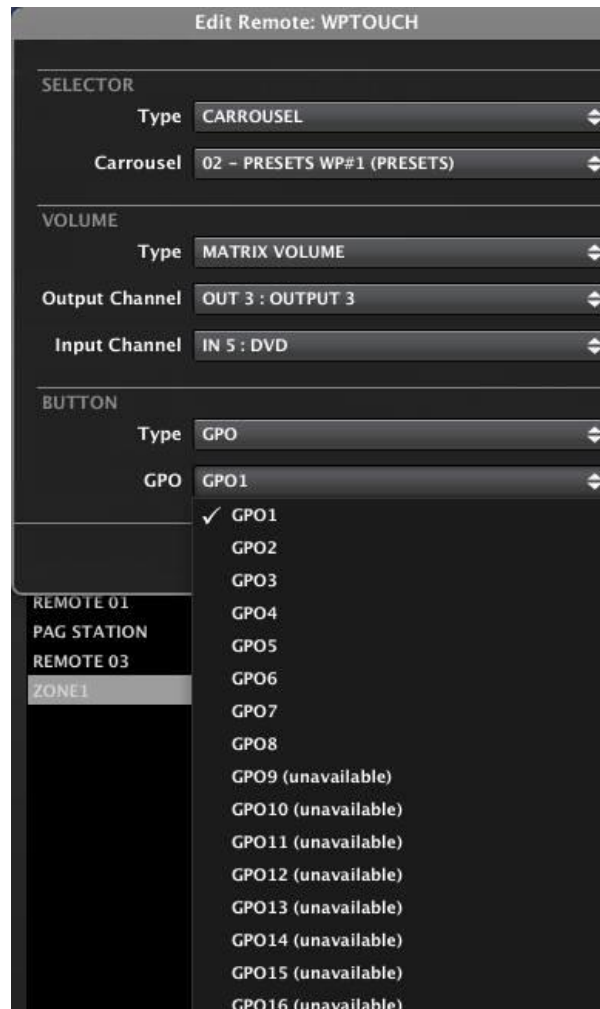 Edit Remote: WPTOUCH
SELECTOR
Type CARROUSEL
Carrousel 02 – PRESETS WP#1 (PRESETS)
VOLUME
Type MATRIX VOLUME
Output Channel OUT 3 : OUTPUT 3
Input Channel IN 5 : DVD
BUTTON
Type GPO
GPO GPO1
✓ GPO1
GPO2
GPO3
GPO4
GPO5
GPO6
GPO7
GPO8
GPO9 (unavailable)
GPO10 (unavailable)
GPO11 (unavailable)
GPO12 (unavailable)
GPO13 (unavailable)
GPO14 (unavailable)
GPO15 (unavailable)
GPO16 (unavailable)
REMOTE 01
PAG STATION
REMOTE 03
ZONE1